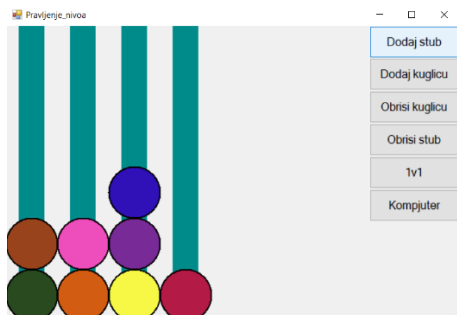 Pravljenje_nivoa
Dodaj stub
Dodaj kuglicu
Obrisi kuglicu
Obrisi stub
1v1
Kompjuter